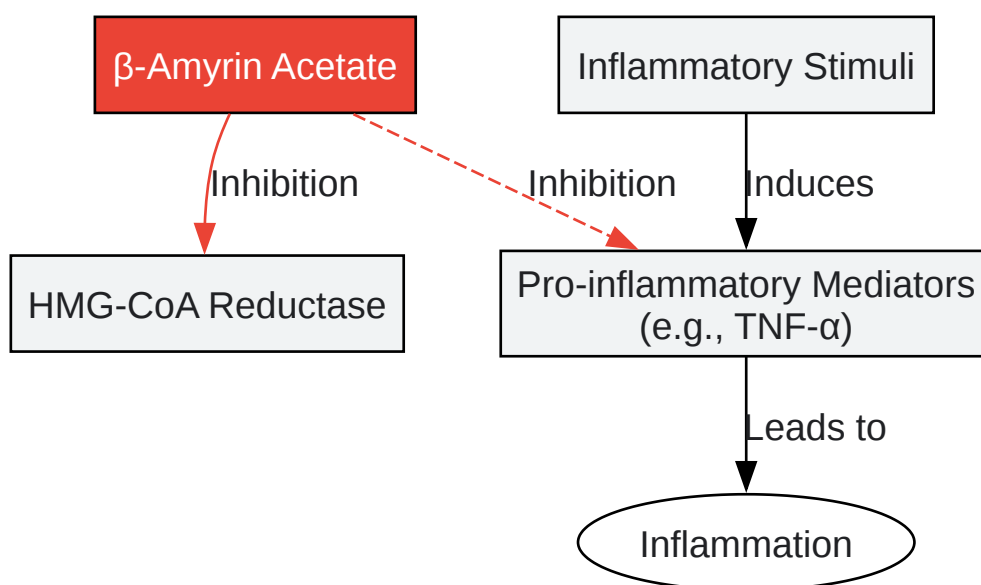 β-Amyrin Acetate
Inflammatory Stimuli
Inhibition
Inhibition
Induces
HMG-CoA Reductase
Pro-inflammatory Mediators
(e.g., TNF-α)
Leads to
Inflammation